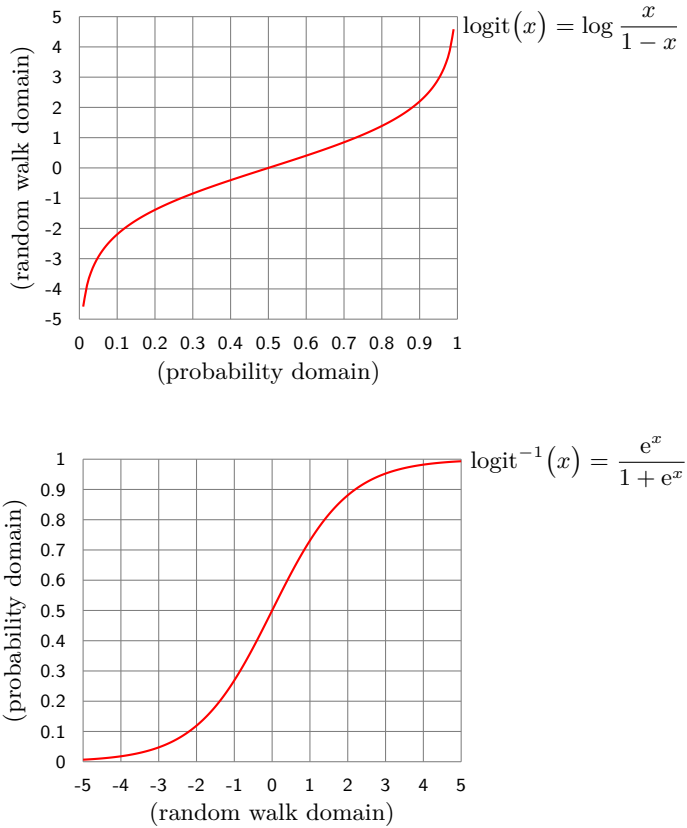 5
4
3
2
1
0
-1
-2
-3
-4
-5
(random walk domain)
0 0.1 0.2 0.3 0.4 0.5 0.6 0.7 0.8 0.9 1
(probability domain)
logit(x) = log x / 1 − x
1
0.9
0.8
0.7
0.6
0.5
0.4
0.3
0.2
0.1
0
(probability domain)
-5 -4 -3 -2 -1 0 1 2 3 4 5
(random walk domain)
logit⁻¹(x) = eˣ / 1 + eˣ